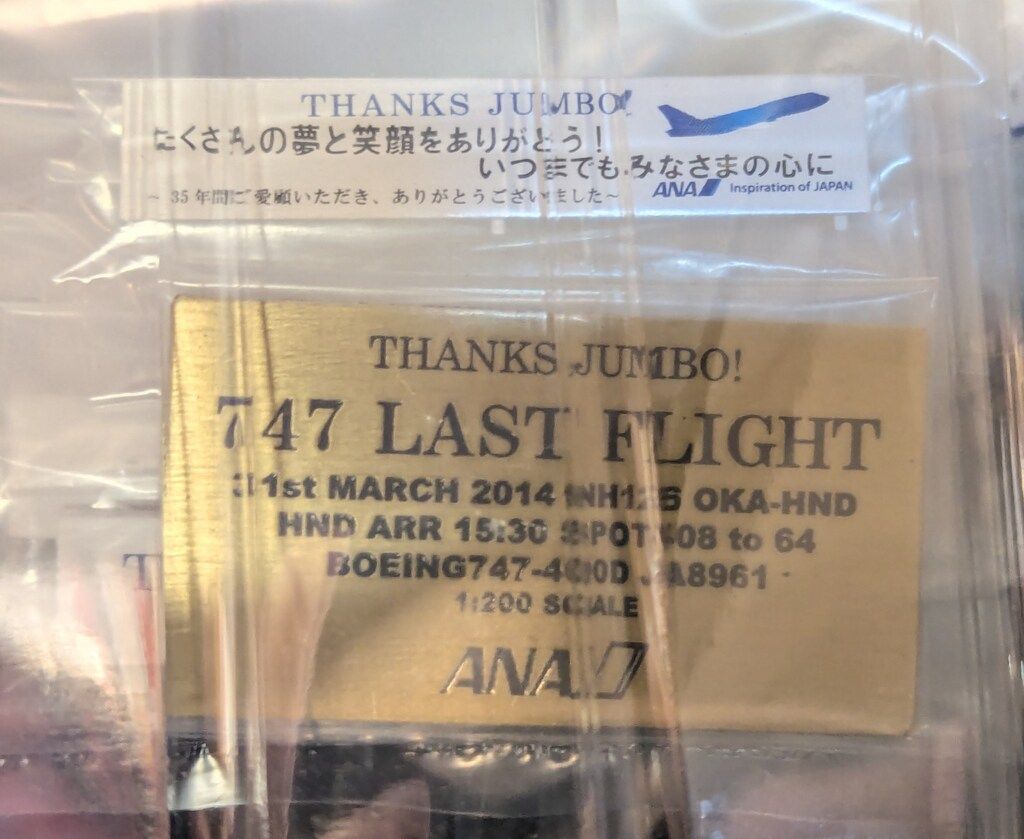 THANKS JUMBO!
たくさんの夢と笑顔をありがとう！
いつまでも みなさまの心に
~ 35年間ご愛顧いただき、ありがとうございました~
ANA Inspiration of JAPAN
THANKS JUMBO!
747 LAST FLIGHT
31st MARCH 2014 NH126 OKA-HND
HND ARR 15:30 SPOT 408 to 64
BOEING747-400D JA8961
1:200 SCALE
ANA
T